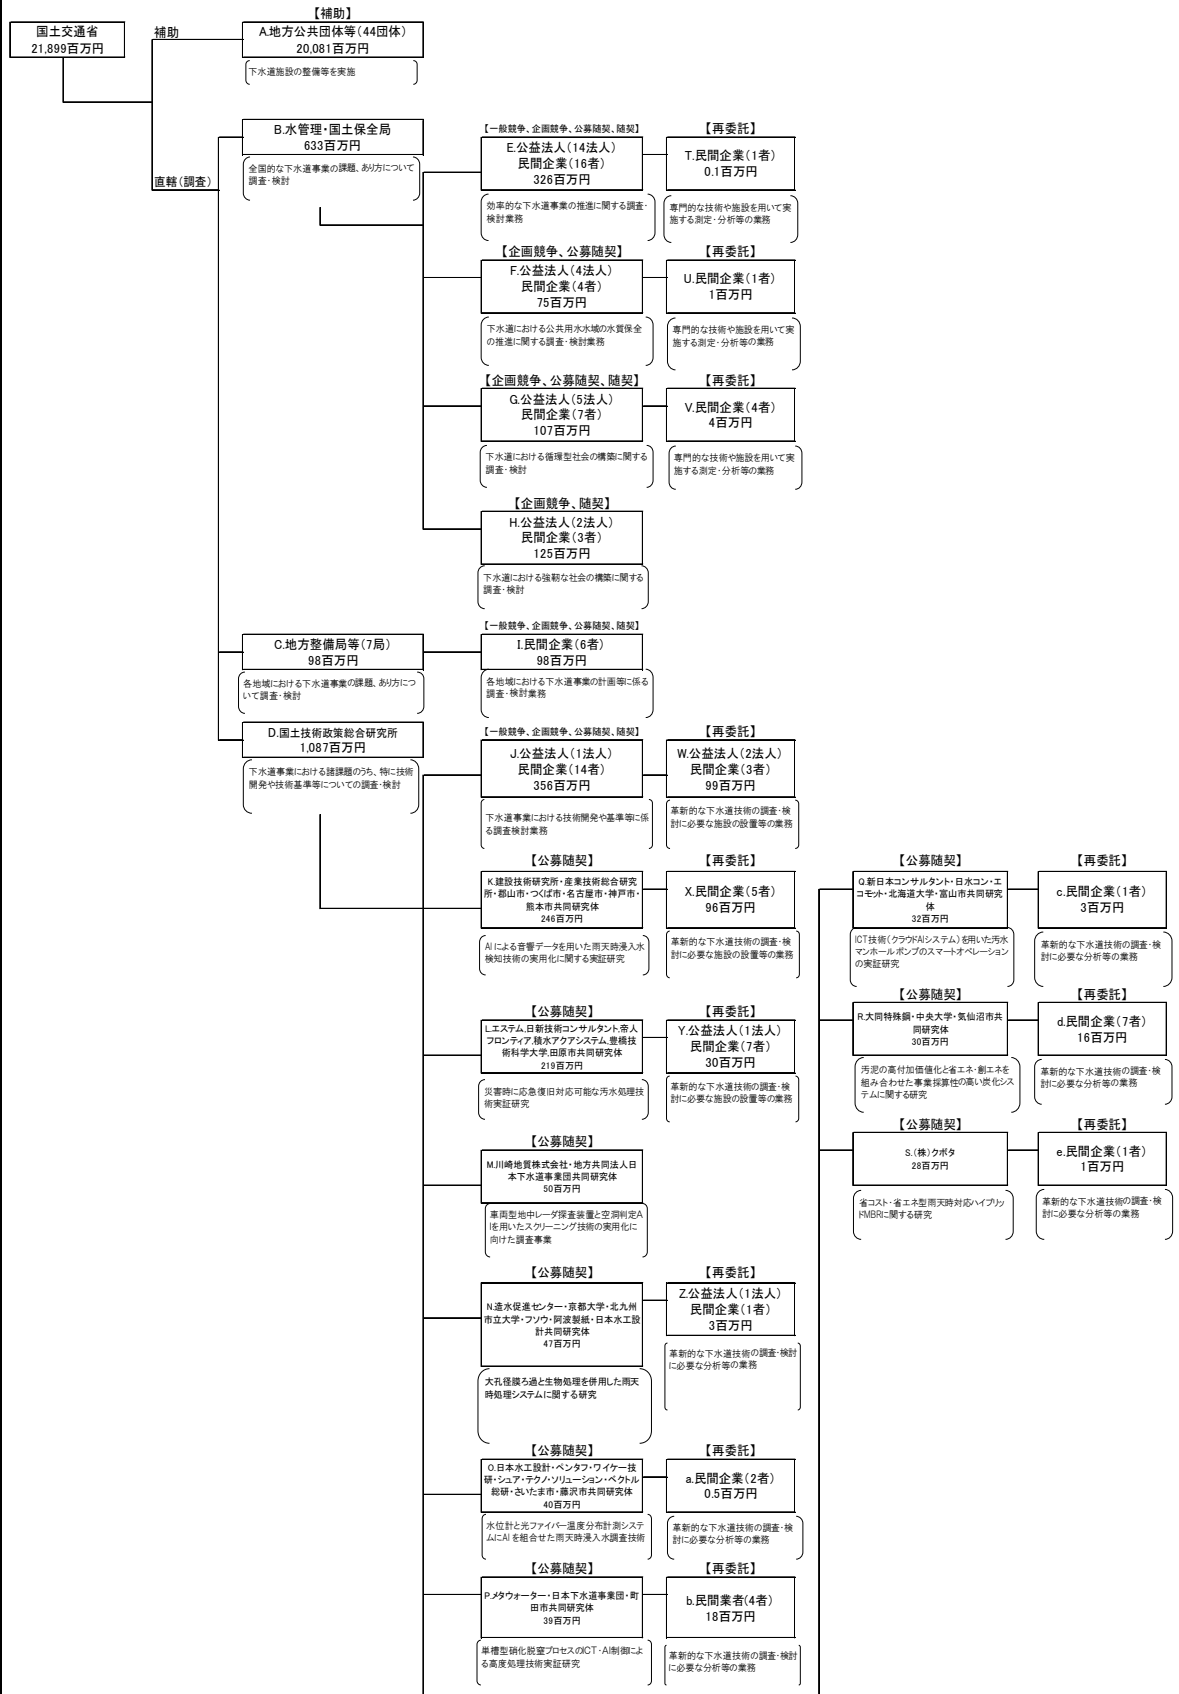 国土交通省
21,899百万円
補助
【補助】
A.地方公共団体等(44団体)
20,081百万円
下水道施設の整備等を実施
直轄(調査)
B.水管理・国土保全局
633百万円
全国的な下水道事業の課題、あり方について
調査・検討
【一般競争、企画競争、公募随契、随契】
E.公益法人(14法人)
民間企業(16者)
326百万円
効率的な下水道事業の推進に関する調査・
検討業務
【再委託】
T.民間企業(1者)
0.1百万円
専門的な技術や施設を用いて実
施する測定・分析等の業務
【企画競争、公募随契】
F.公益法人(4法人)
民間企業(4者)
75百万円
下水道における公共用水水域の水質保全
の推進に関する調査・検討業務
【再委託】
U.民間企業(1者)
1百万円
専門的な技術や施設を用いて実
施する測定・分析等の業務
【企画競争、公募随契、随契】
G.公益法人(5法人)
民間企業(7者)
107百万円
下水道における循環型社会の構築に関する
調査・検討
【再委託】
V.民間企業(4者)
4百万円
専門的な技術や施設を用いて実
施する測定・分析等の業務
【企画競争、随契】
H.公益法人(2法人)
民間企業(3者)
125百万円
下水道における強靭な社会の構築に関する
調査・検討
C.地方整備局等(7局)
98百万円
各地域における下水道事業の課題、あり方につ
いて調査・検討
【一般競争、企画競争、公募随契、随契】
I.民間企業(6者)
98百万円
各地域における下水道事業の計画等に係る
調査・検討業務
D.国土技術政策総合研究所
1,087百万円
下水道事業における諸課題のうち、特に技術
開発や技術基準等についての調査・検討
【一般競争、企画競争、公募随契、随契】
J.公益法人(1法人)
民間企業(14者)
356百万円
下水道事業における技術開発や基準等に係
る調査検討業務
【再委託】
W.公益法人(2法人)
民間企業(3者)
99百万円
革新的な下水道技術の調査・検
討に必要な施設の設置等の業務
【公募随契】
K.建設技術研究所・産業技術総合研究
所・郡山市・つくば市・名古屋市・神戸市・
熊本市共同研究体
246百万円
AIによる音響データを用いた雨天時浸入水
検知技術の実用化に関する実証研究
【再委託】
X.民間企業(5者)
96百万円
革新的な下水道技術の調査・検
討に必要な施設の設置等の業務
【公募随契】
L.エステム,日新技術コンサルタント,帝人
フロンティア,積水アクアシステム,豊橋技
術科学大学,田原市共同研究体
219百万円
災害時に応急復旧対応可能な汚水処理技
術実証研究
【再委託】
Y.公益法人(1法人)
民間企業(7者)
30百万円
革新的な下水道技術の調査・検
討に必要な施設の設置等の業務
【公募随契】
M.川崎地質株式会社・地方共同法人日
本下水道事業団共同研究体
50百万円
車両型地中レーダ探査装置と空洞判定A
Iを用いたスクリーニング技術の実用化に
向けた調査事業
【公募随契】
N.造水促進センター・京都大学・北九州
市立大学・フソウ・阿波製紙・日本水工設
計共同研究体
47百万円
大孔径膜ろ過と生物処理を併用した雨天
時処理システムに関する研究
【再委託】
Z.公益法人(1法人)
民間企業(1者)
3百万円
革新的な下水道技術の調査・検討
に必要な分析等の業務
【公募随契】
O.日本水工設計・ペンタフ・ワイケー技
研・シュア・テクノ・ソリューション・ベクトル
総研・さいたま市・藤沢市共同研究体
40百万円
水位計と光ファイバー温度分布計測システ
ムにAIを組合せた雨天時浸入水調査技術
【再委託】
a.民間企業(2者)
0.5百万円
革新的な下水道技術の調査・検
討に必要な分析等の業務
【公募随契】
P.メタウォーター・日本下水道事業団・町
田市共同研究体
39百万円
単槽型硝化脱窒プロセスのICT・AI制御によ
る高度処理技術実証研究
【再委託】
b.民間業者(4者)
18百万円
革新的な下水道技術の調査・検討
に必要な分析等の業務
【公募随契】
Q.新日本コンサルタント・日水コン・エ
コモット・北海道大学・富山市共同研究
体
32百万円
ICT技術(クラウドAIシステム)を用いた汚水
マンホールポンプのスマートオペレーション
の実証研究
【再委託】
c.民間企業(1者)
3百万円
革新的な下水道技術の調査・検
討に必要な分析等の業務
【公募随契】
R.大同特殊鋼・中央大学・気仙沼市共
同研究体
30百万円
汚泥の高付加価値化と省エネ・創エネを
組み合わせた事業採算性の高い炭化シス
テムに関する研究
【再委託】
d.民間企業(7者)
16百万円
革新的な下水道技術の調査・検
討に必要な分析等の業務
【公募随契】
S.(株)クボタ
28百万円
省コスト・省エネ型雨天時対応ハイブリッ
ドMBRに関する研究
【再委託】
e.民間企業(1者)
1百万円
革新的な下水道技術の調査・検
討に必要な分析等の業務